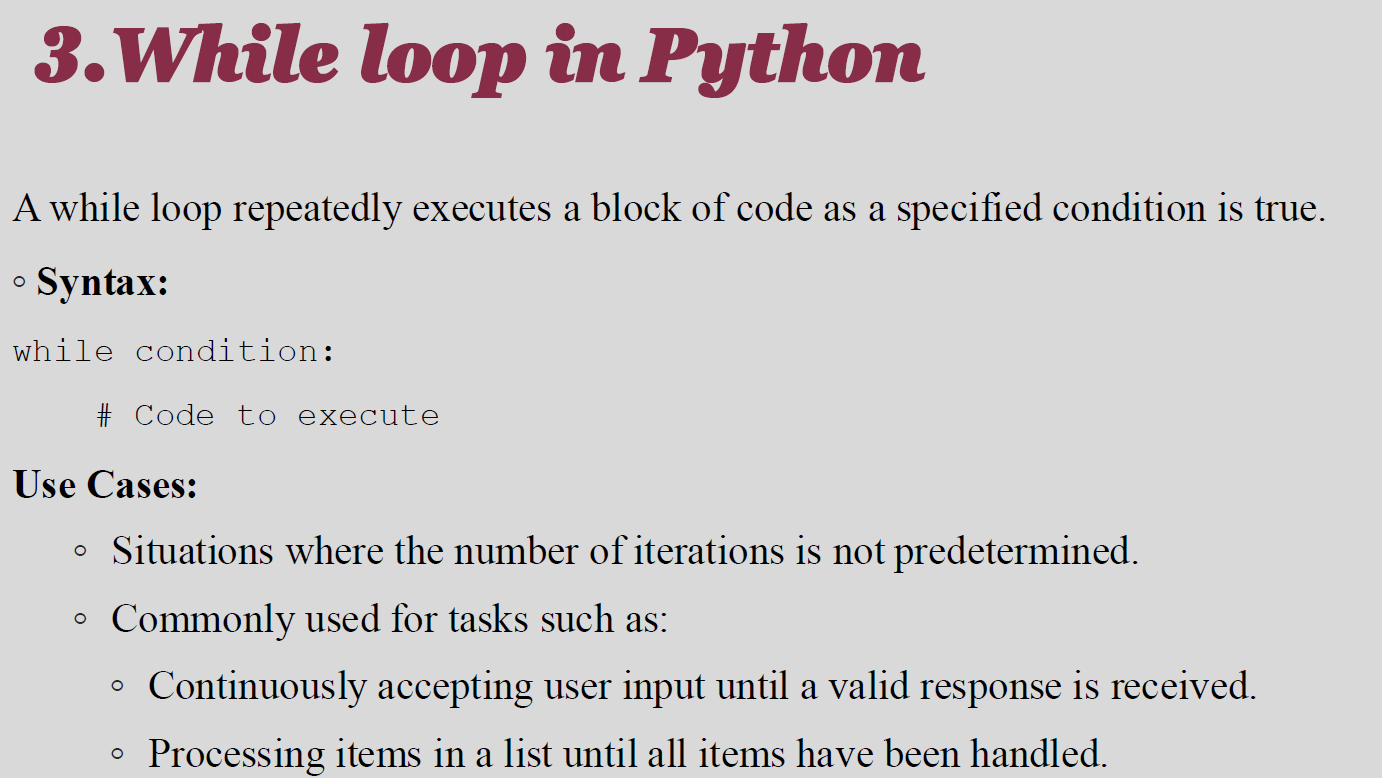 3.While loop in Python
A while loop repeatedly executes a block of code as a specified condition is true.
◦ Syntax:
while condition:
    # Code to execute
Use Cases:
◦ Situations where the number of iterations is not predetermined.
◦ Commonly used for tasks such as:
◦ Continuously accepting user input until a valid response is received.
◦ Processing items in a list until all items have been handled.